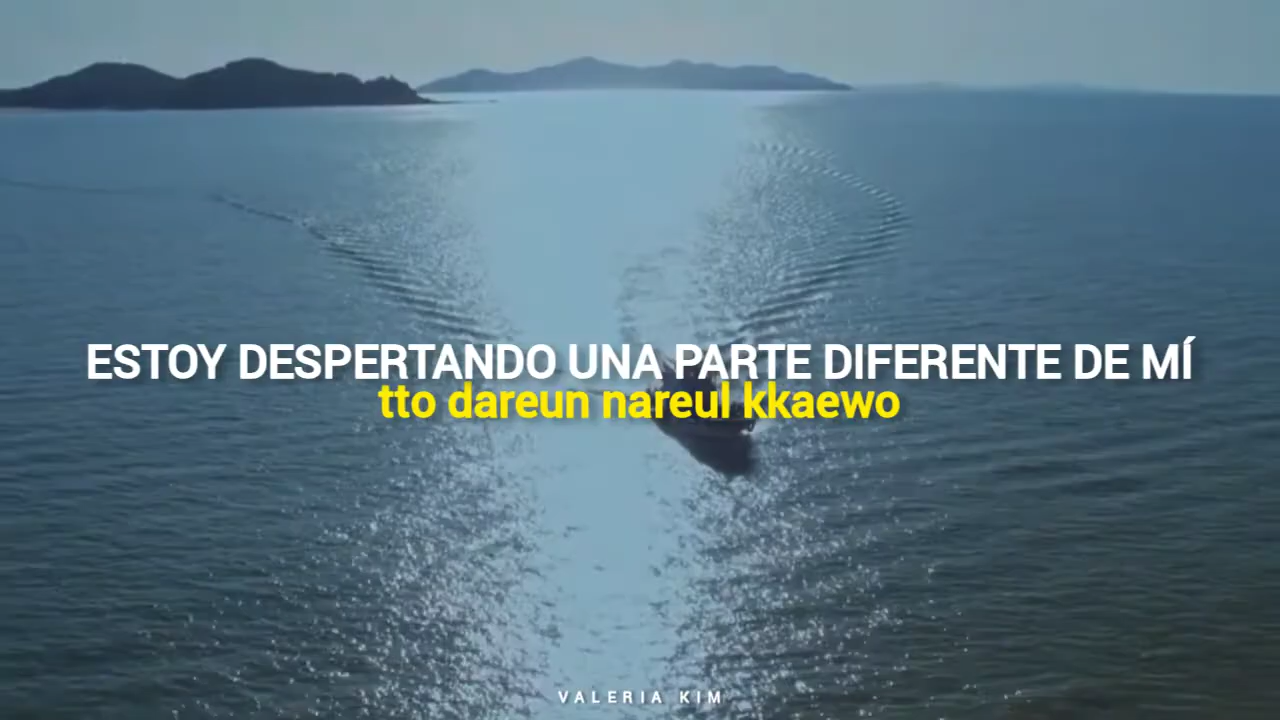 ESTOY DESPERTANDO UNA PARTE DIFERENTE DE MÍ
tto dareun nareul kkaewo
VALERIA KIM